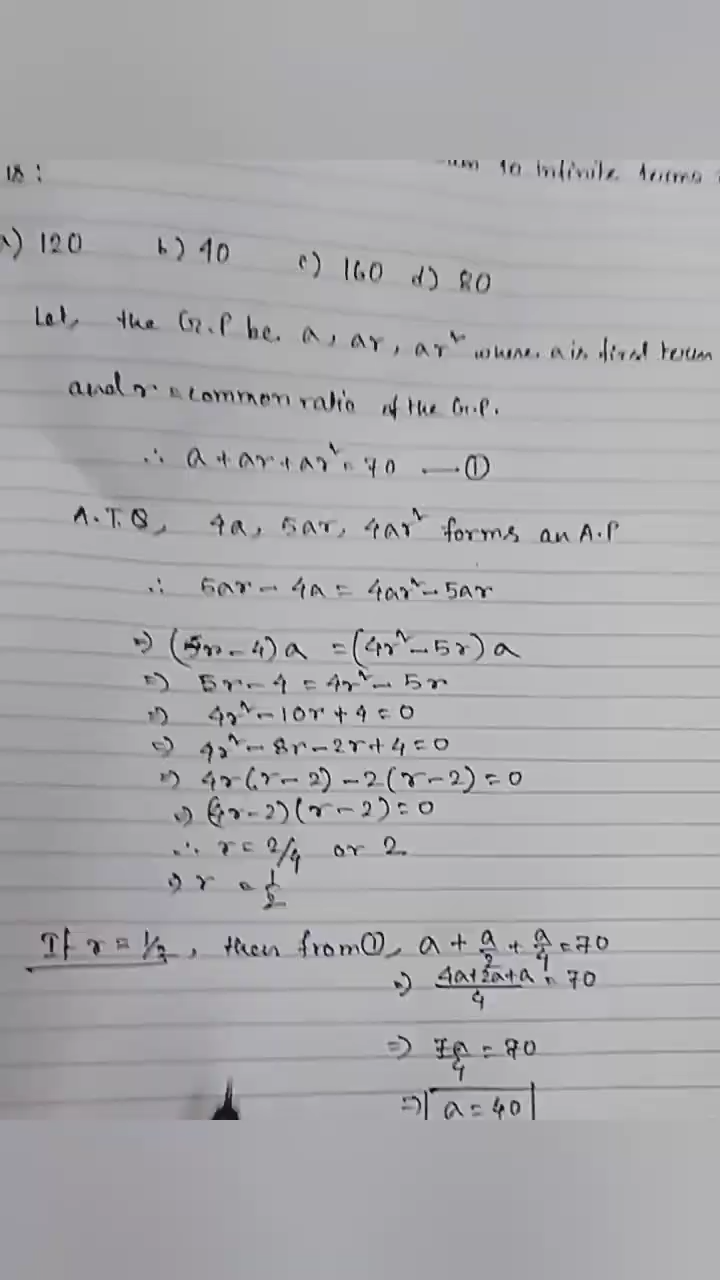 18:
to infinite terms
a) 120 b) 40 c) 160 d) 80
Let, the G.P be. a, ar, ar² where a is first term
and r = common ratio of the G.P.
∴ a + ar + ar² = 70 — ①
A.T.Q, 4a, 5ar, 4ar² forms an A.P
∴ 5ar - 4a = 4ar² - 5ar
⇒ (5r - 4)a = (4r² - 5r)a
⇒ 5r - 4 = 4r² - 5r
⇒ 4r² - 10r + 4 = 0
⇒ 4r² - 8r - 2r + 4 = 0
⇒ 4r(r - 2) - 2(r - 2) = 0
⇒ (4r - 2)(r - 2) = 0
∴ r = 2/4 or 2
⇒ r = 1/2
If r = 1/2, then from ①, a + a/2 + a/4 = 70
⇒ (4a+2a+a)/4 = 70
⇒ 7a/4 = 70
⇒ a = 40